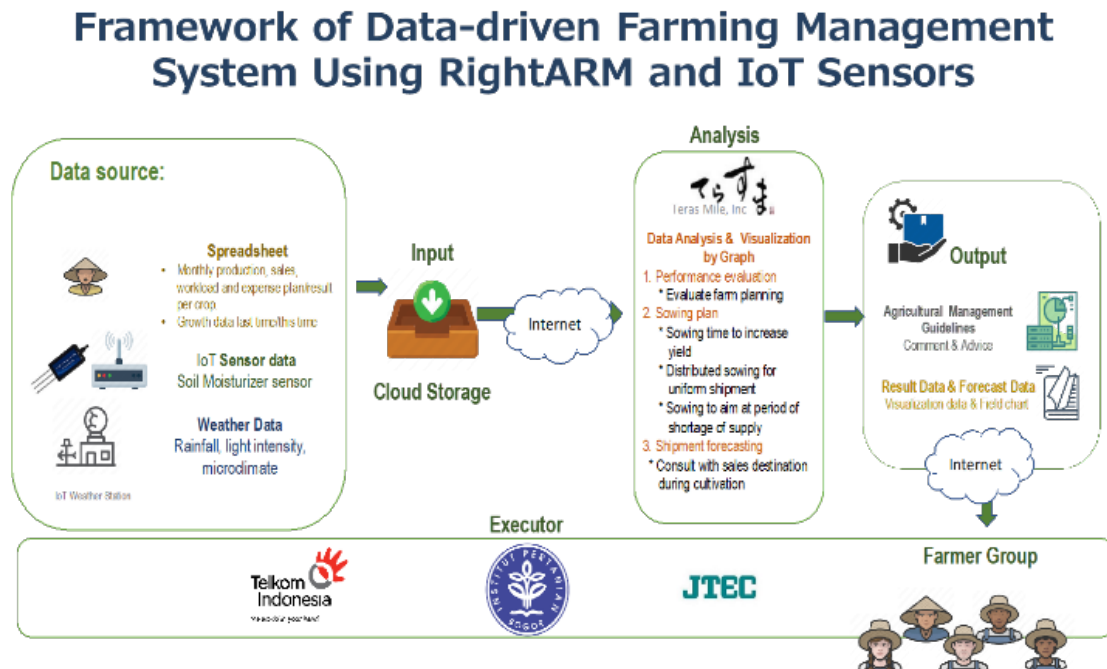 Framework of Data-driven Farming Management
System Using RightARM and IoT Sensors
Data source:
Spreadsheet
• Monthly production, sales,
workload and expense plan/result
per crop
• Growth data last time/this time
IoT Sensor data
Soil Moisturizer sensor
Weather Data
Rainfall, light intensity,
microdimate
IoT Weather Station
Input
Cloud Storage
Internet
Analysis
てらすまゐる
Teras Mile, Inc
Data Analysis & Visualization
by Graph
1. Performance evaluation
* Evaluate farm planning
2. Sowing plan
* Sowing time to increase
yield
* Distributed sowing for
uniform shipment
* Sowing to aim at period of
shortage of supply
3. Shipment forecasting
* Consult with sales destination
during cultivation
Output
Agricultural Management
Guidelines
Comment & Advice
Result Data & Forecast Data
Visualization data & Field chart
Internet
Executor
Telkom
Indonesia
INSTITUT PERTANIAN
BOGOR
JTEC
Farmer Group